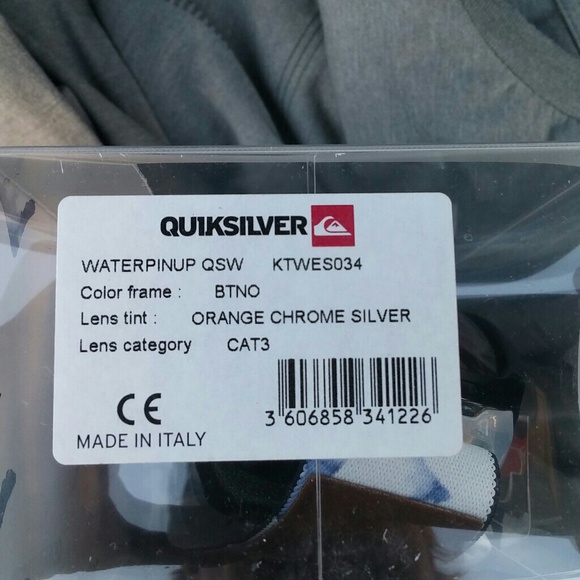 QUIKSILVER
WATERPINUP QSW KTWES034
Color frame : BTNO
Lens tint : ORANGE CHROME SILVER
Lens category CAT3
CE
MADE IN ITALY
3 606858 341226